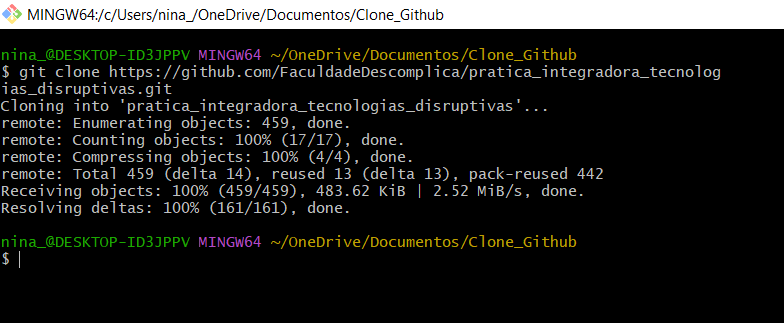 MINGW64:/c/Users/nina_/OneDrive/Documentos/Clone_Github
nina_@DESKTOP-ID3JPPV MINGW64 ~/OneDrive/Documentos/Clone_Github
$ git clone https://github.com/FaculdadeDescomplica/pratica_integradora_tecnolog
ias_disruptivas.git
Cloning into 'pratica_integradora_tecnologias_disruptivas'...
remote: Enumerating objects: 459, done.
remote: Counting objects: 100% (17/17), done.
remote: Compressing objects: 100% (4/4), done.
remote: Total 459 (delta 14), reused 13 (delta 13), pack-reused 442
Receiving objects: 100% (459/459), 483.62 KiB | 2.52 MiB/s, done.
Resolving deltas: 100% (161/161), done.
nina_@DESKTOP-ID3JPPV MINGW64 ~/OneDrive/Documentos/Clone_Github
$